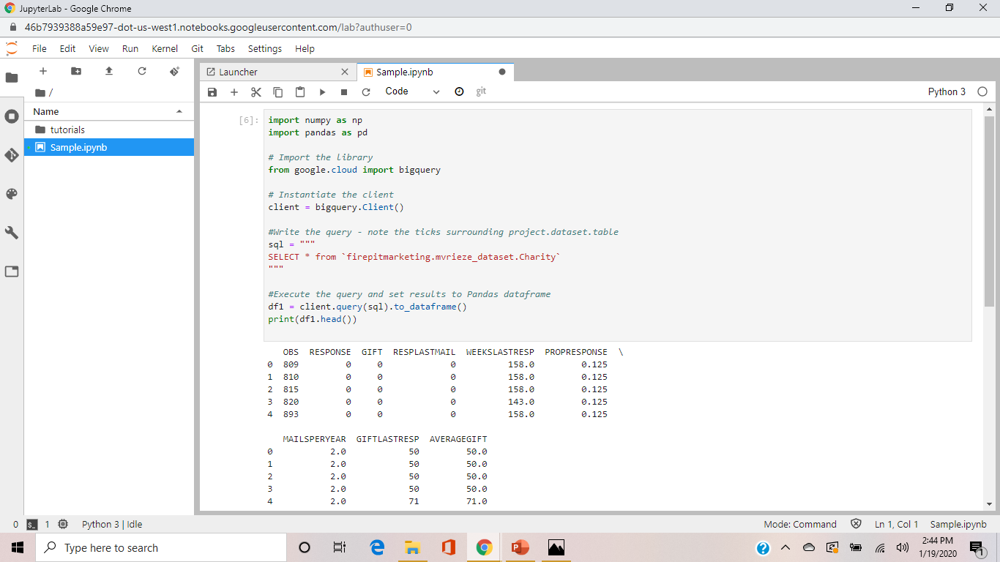 JupyterLab - Google Chrome
46b7939388a59e97-dot-us-west1.notebooks.googleusercontent.com/lab?authuser=0
File Edit View Run Kernel Git Tabs Settings Help
Launcher Sample.ipynb
Code git Python 3
/
Name
tutorials
Sample.ipynb
[6]:
import numpy as np
import pandas as pd
# Import the library
from google.cloud import bigquery
# Instantiate the client
client = bigquery.Client()
#Write the query - note the ticks surrounding project.dataset.table
sql = """
SELECT * from `firepitmarketing.mvrieze_dataset.Charity`
"""
#Execute the query and set results to Pandas dataframe
df1 = client.query(sql).to_dataframe()
print(df1.head())
OBS RESPONSE GIFT RESPLASTMAIL WEEKSLASTRESP PROPRESPONSE \
0 809 0 0 0 158.0 0.125
1 810 0 0 0 158.0 0.125
2 815 0 0 0 158.0 0.125
3 820 0 0 0 143.0 0.125
4 893 0 0 0 158.0 0.125
MAILSPERYEAR GIFTLASTRESP AVERAGEGIFT
0 2.0 50 50.0
1 2.0 50 50.0
2 2.0 50 50.0
3 2.0 50 50.0
4 2.0 71 71.0
0 $_ 1 Python 3 | Idle Mode: Command Ln 1, Col 1 Sample.ipynb
Type here to search
2:44 PM
1/19/2020
1